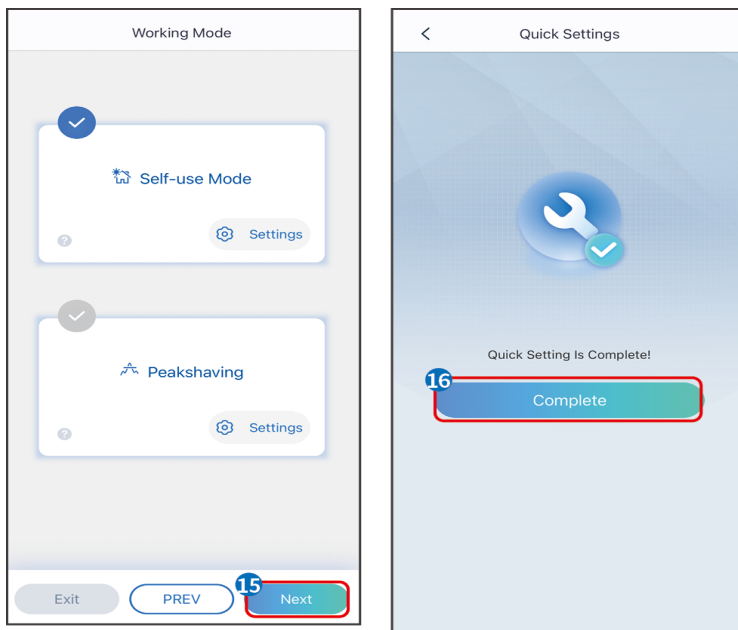 Working Mode
Self-use Mode
?
Settings
Peakshaving
?
Settings
Exit
PREV
15
Next
Quick Settings
Quick Setting Is Complete!
16
Complete